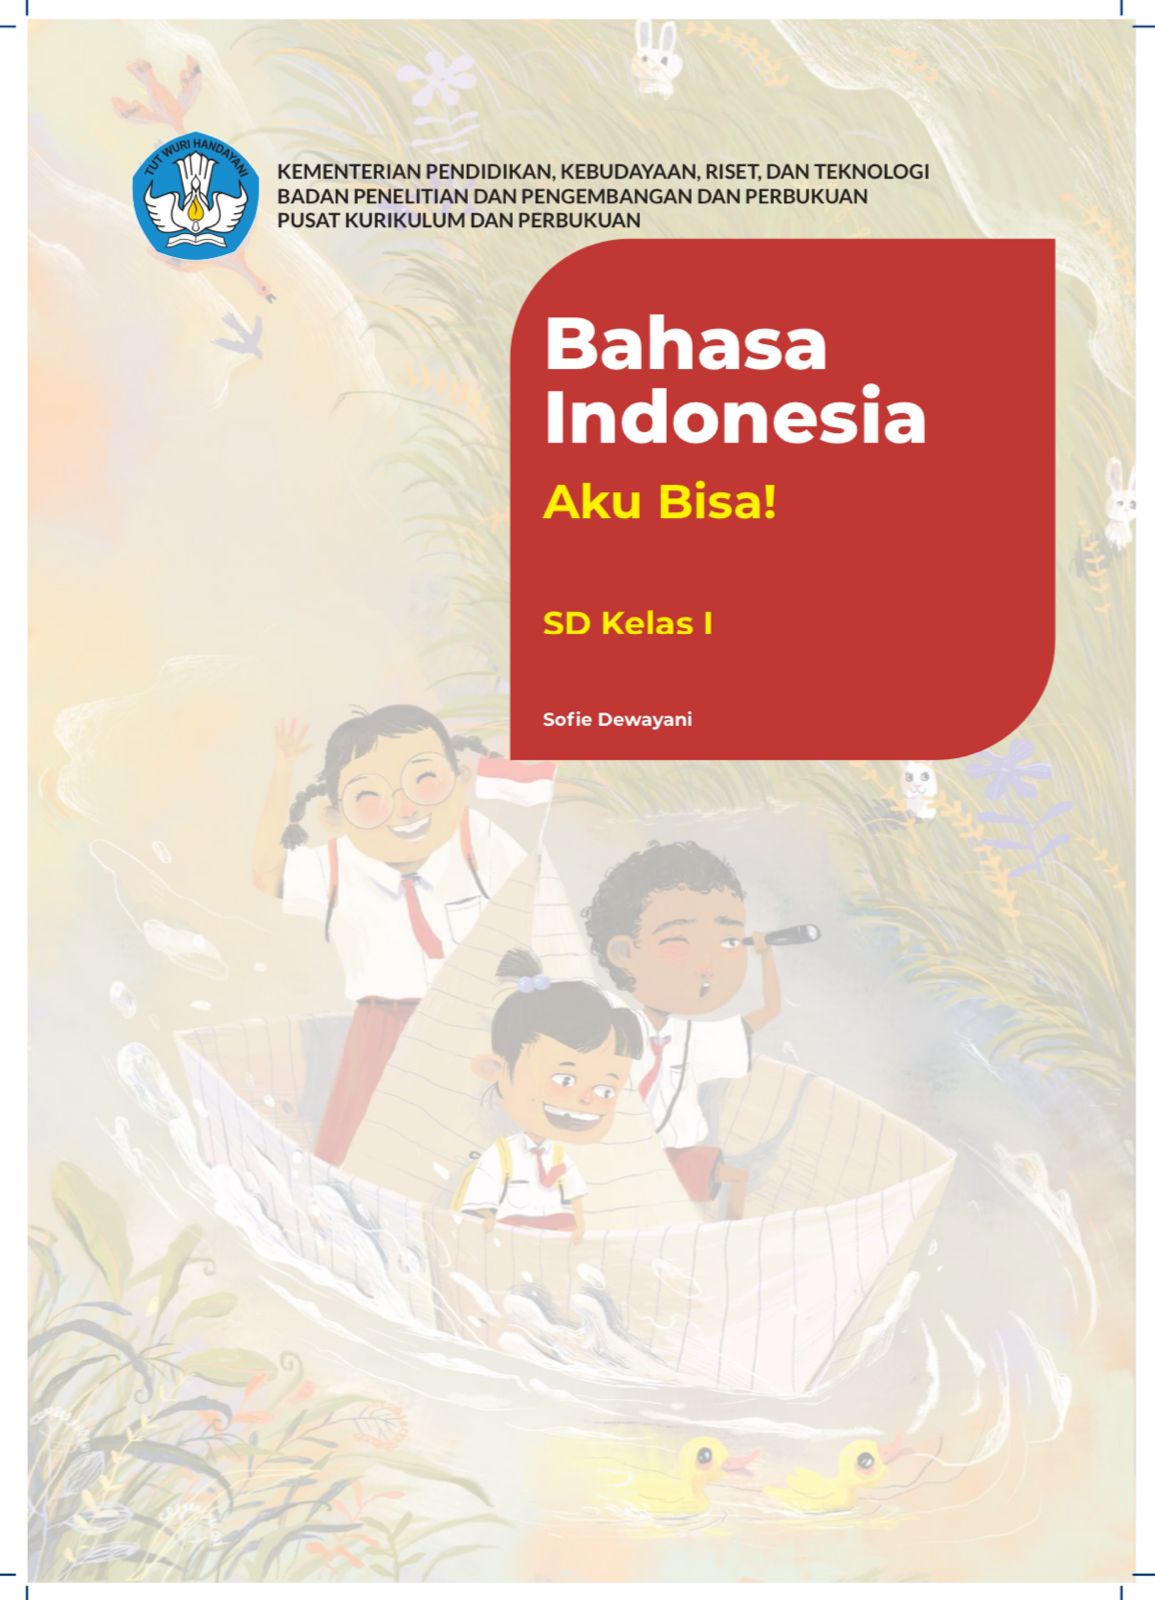 TUT WURI HANDAYANI
KEMENTERIAN PENDIDIKAN, KEBUDAYAAN, RISET, DAN TEKNOLOGI
BADAN PENELITIAN DAN PENGEMBANGAN DAN PERBUKUAN
PUSAT KURIKULUM DAN PERBUKUAN
Bahasa
Indonesia
Aku Bisa!
SD Kelas I
Sofie Dewayani